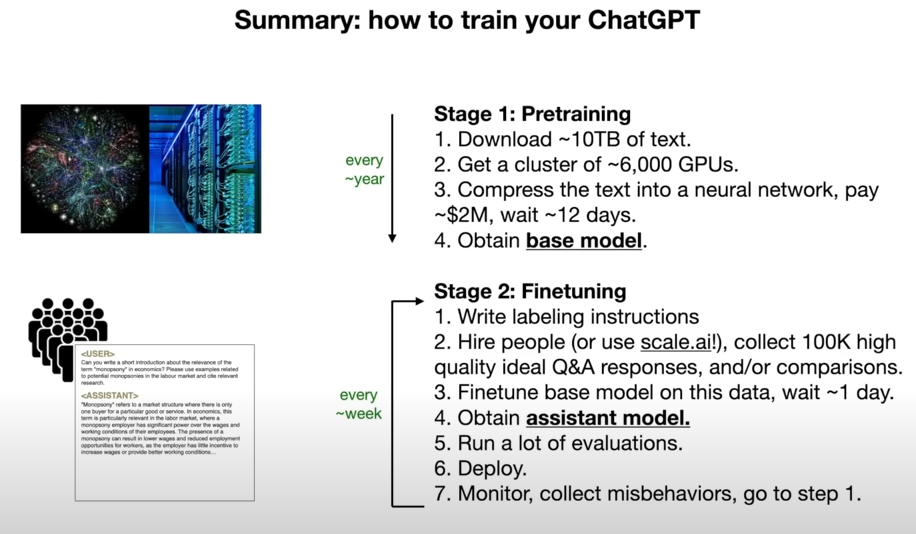 Summary: how to train your ChatGPT
every
~year
Stage 1: Pretraining
1. Download ~10TB of text.
2. Get a cluster of ~6,000 GPUs.
3. Compress the text into a neural network, pay
~$2M, wait ~12 days.
4. Obtain base model.
<USER>
Can you write a short introduction about the relevance of the
term "monopsony" in economics? Please use examples related
to potential monopsonies in the labour market and cite relevant
research.
<ASSISTANT>
"Monopsony" refers to a market structure where there is only
one buyer for a particular good or service. In economics, this
term is particularly relevant in the labor market, where a
monopsony employer has significant power over the wages and
working conditions of their employees. The presence of a
monopsony can result in lower wages and reduced employment
opportunities for workers, as the employer has little incentive to
increase wages or provide better working conditions...
every
~week
Stage 2: Finetuning
1. Write labeling instructions
2. Hire people (or use scale.ai!), collect 100K high
quality ideal Q&A responses, and/or comparisons.
3. Finetune base model on this data, wait ~1 day.
4. Obtain assistant model.
5. Run a lot of evaluations.
6. Deploy.
7. Monitor, collect misbehaviors, go to step 1.